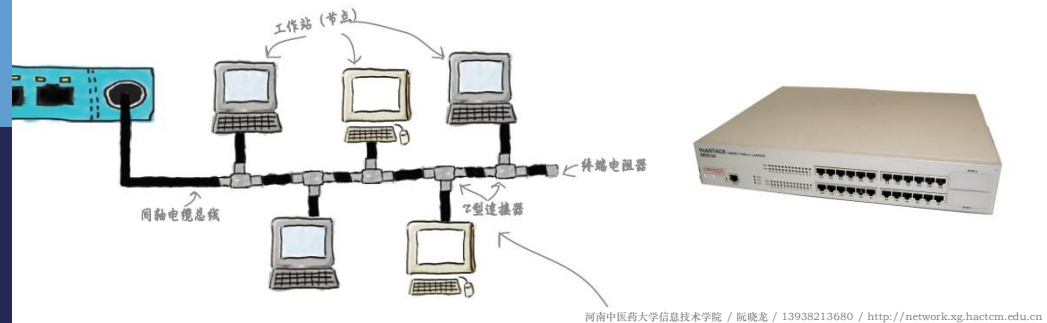 工作站（节点）
终端电阻器
T型连接器
同轴电缆总线
HubSTACK
河南中医药大学信息技术学院 / 阮晓龙 / 13938213680 / http://network.xg.hactcm.edu.cn